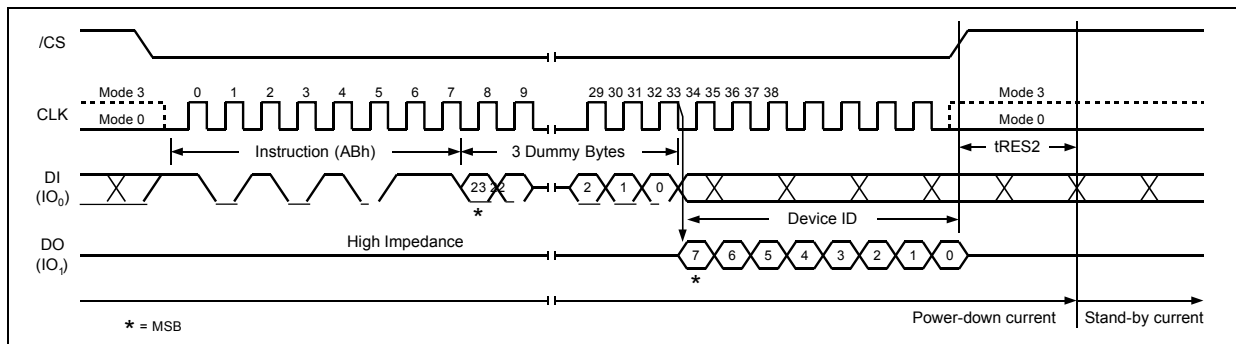 /CS
Mode 3
0 1 2 3 4 5 6 7 8 9 29 30 31 32 33 34 35 36 37 38
Mode 3
CLK
Mode 0
Mode 0
Instruction (ABh)
3 Dummy Bytes
tRES2
DI
(IO0)
23 22 2 1 0
*
Device ID
High Impedance
DO
(IO1)
7 6 5 4 3 2 1 0
*
Power-down current
Stand-by current
* = MSB